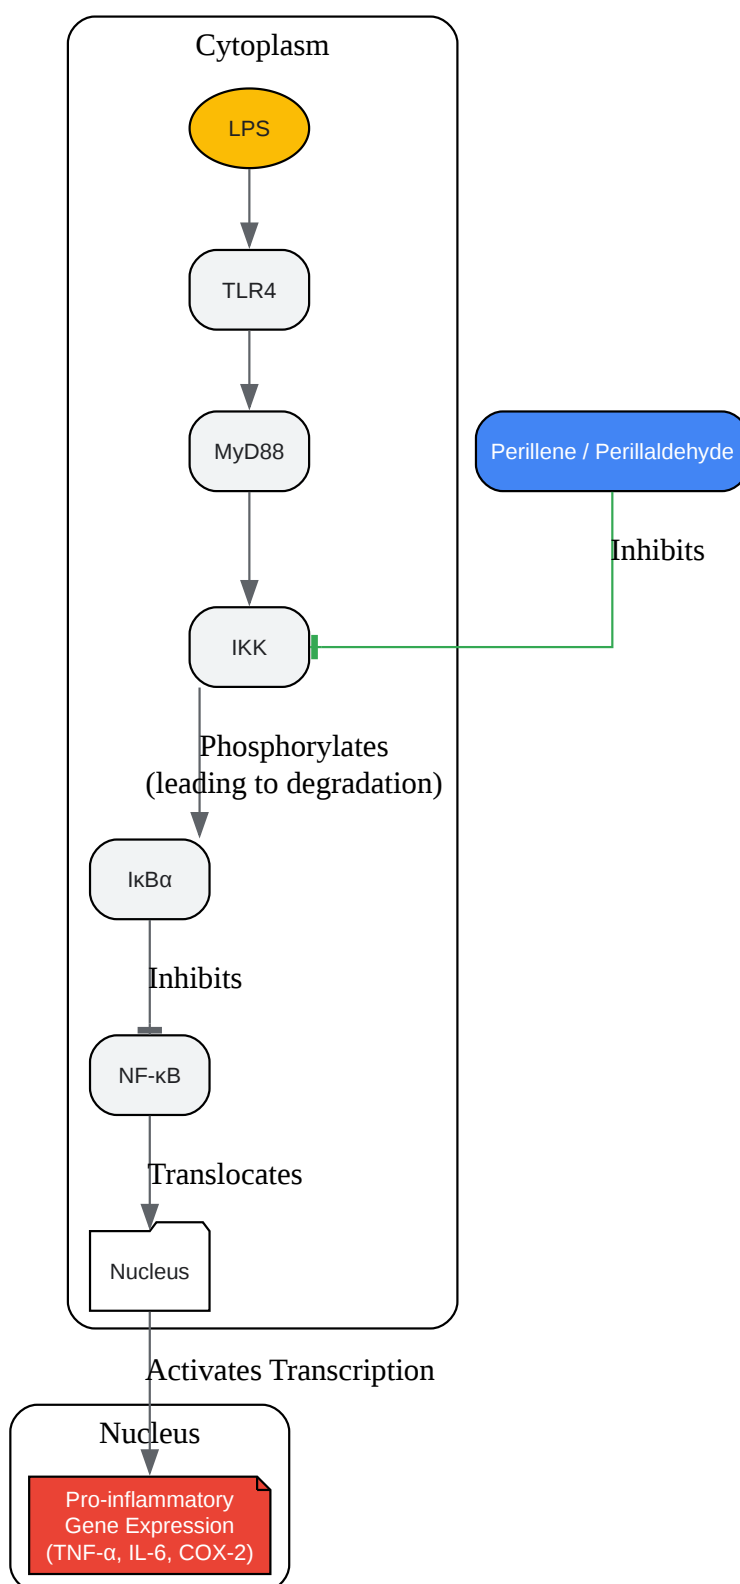 Cytoplasm
LPS
TLR4
MyD88
Perillene / Perillaldehyde
Inhibits
IKK
Phosphorylates
(leading to degradation)
IκBα
Inhibits
NF-κB
Translocates
Nucleus
Activates Transcription
Nucleus
Pro-inflammatory
Gene Expression
(TNF-α, IL-6, COX-2)